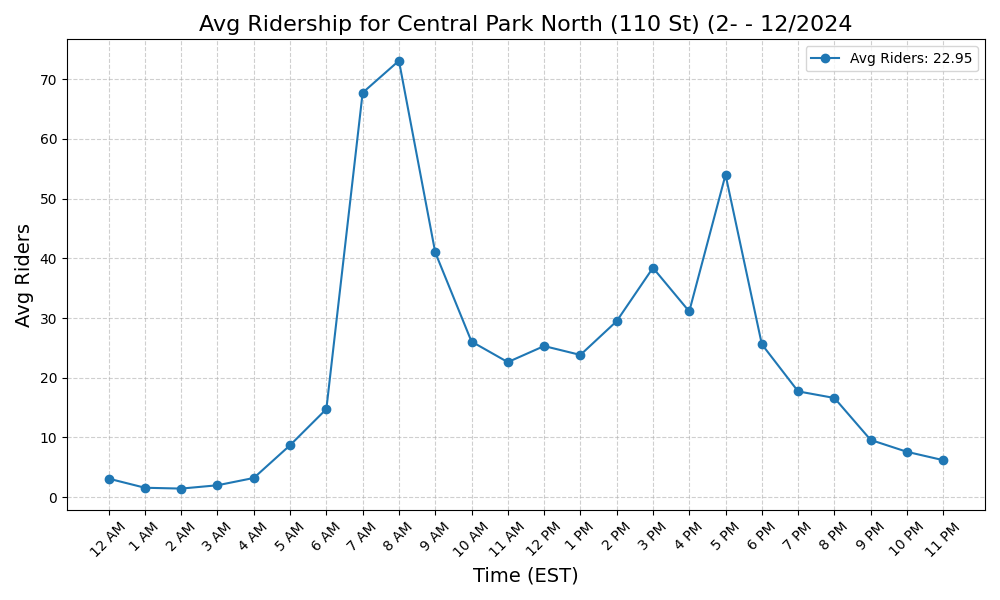 Avg Ridership for Central Park North (110 St) (2- - 12/2024
Avg Riders: 22.95
Avg Riders
70
60
50
40
30
20
10
0
12 AM
1 AM
2 AM
3 AM
4 AM
5 AM
6 AM
7 AM
8 AM
9 AM
10 AM
11 AM
12 PM
1 PM
2 PM
3 PM
4 PM
5 PM
6 PM
7 PM
8 PM
9 PM
10 PM
11 PM
Time (EST)